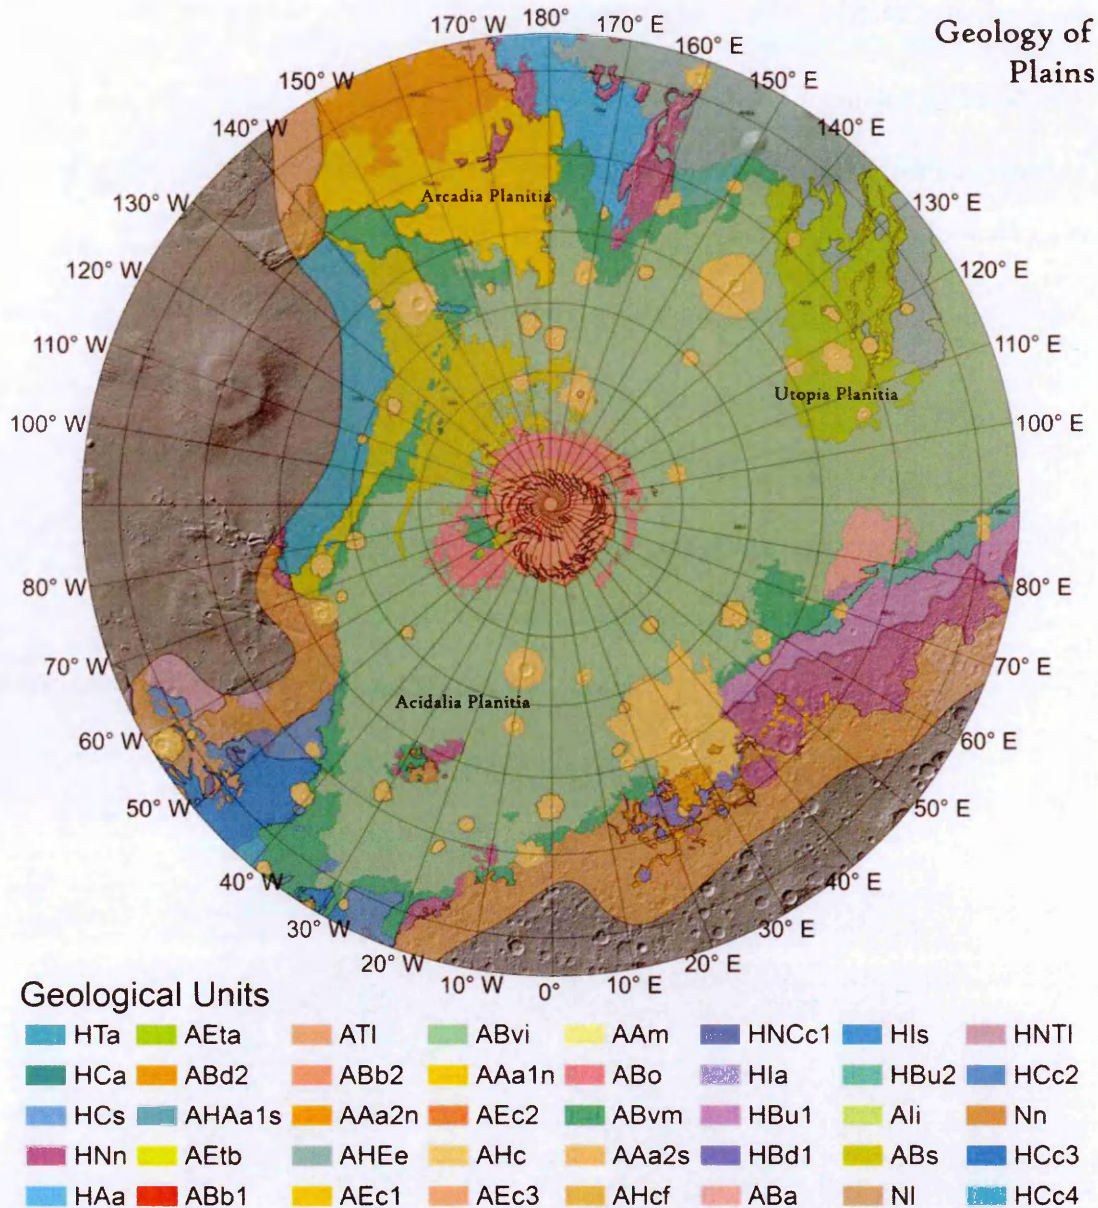 Geology of
Plains
180°
170° W
170° E
160° E
150° W
150° E
140° W
140° E
130° W
130° E
120° W
120° E
110° W
110° E
100° W
100° E
80° W
80° E
70° W
70° E
60° W
60° E
50° W
50° E
40° W
40° E
30° W
30° E
20° W
20° E
10° W
0°
10° E
Arcadia Planitia
Utopia Planitia
Acidalia Planitia
Geological Units
HTa AEta ATl ABvi AAm HNCc1 HIs HNTl
HCa ABd2 ABb2 AAa1n ABo HIa HBu2 HCc2
HCs AHAa1s AAa2n AEc2 ABvm HBu1 Ali Nn
HNn AEtb AHEe AHc AAa2s HBd1 ABs HCc3
HAa ABb1 AEc1 AEc3 AHcf ABa Nl HCc4